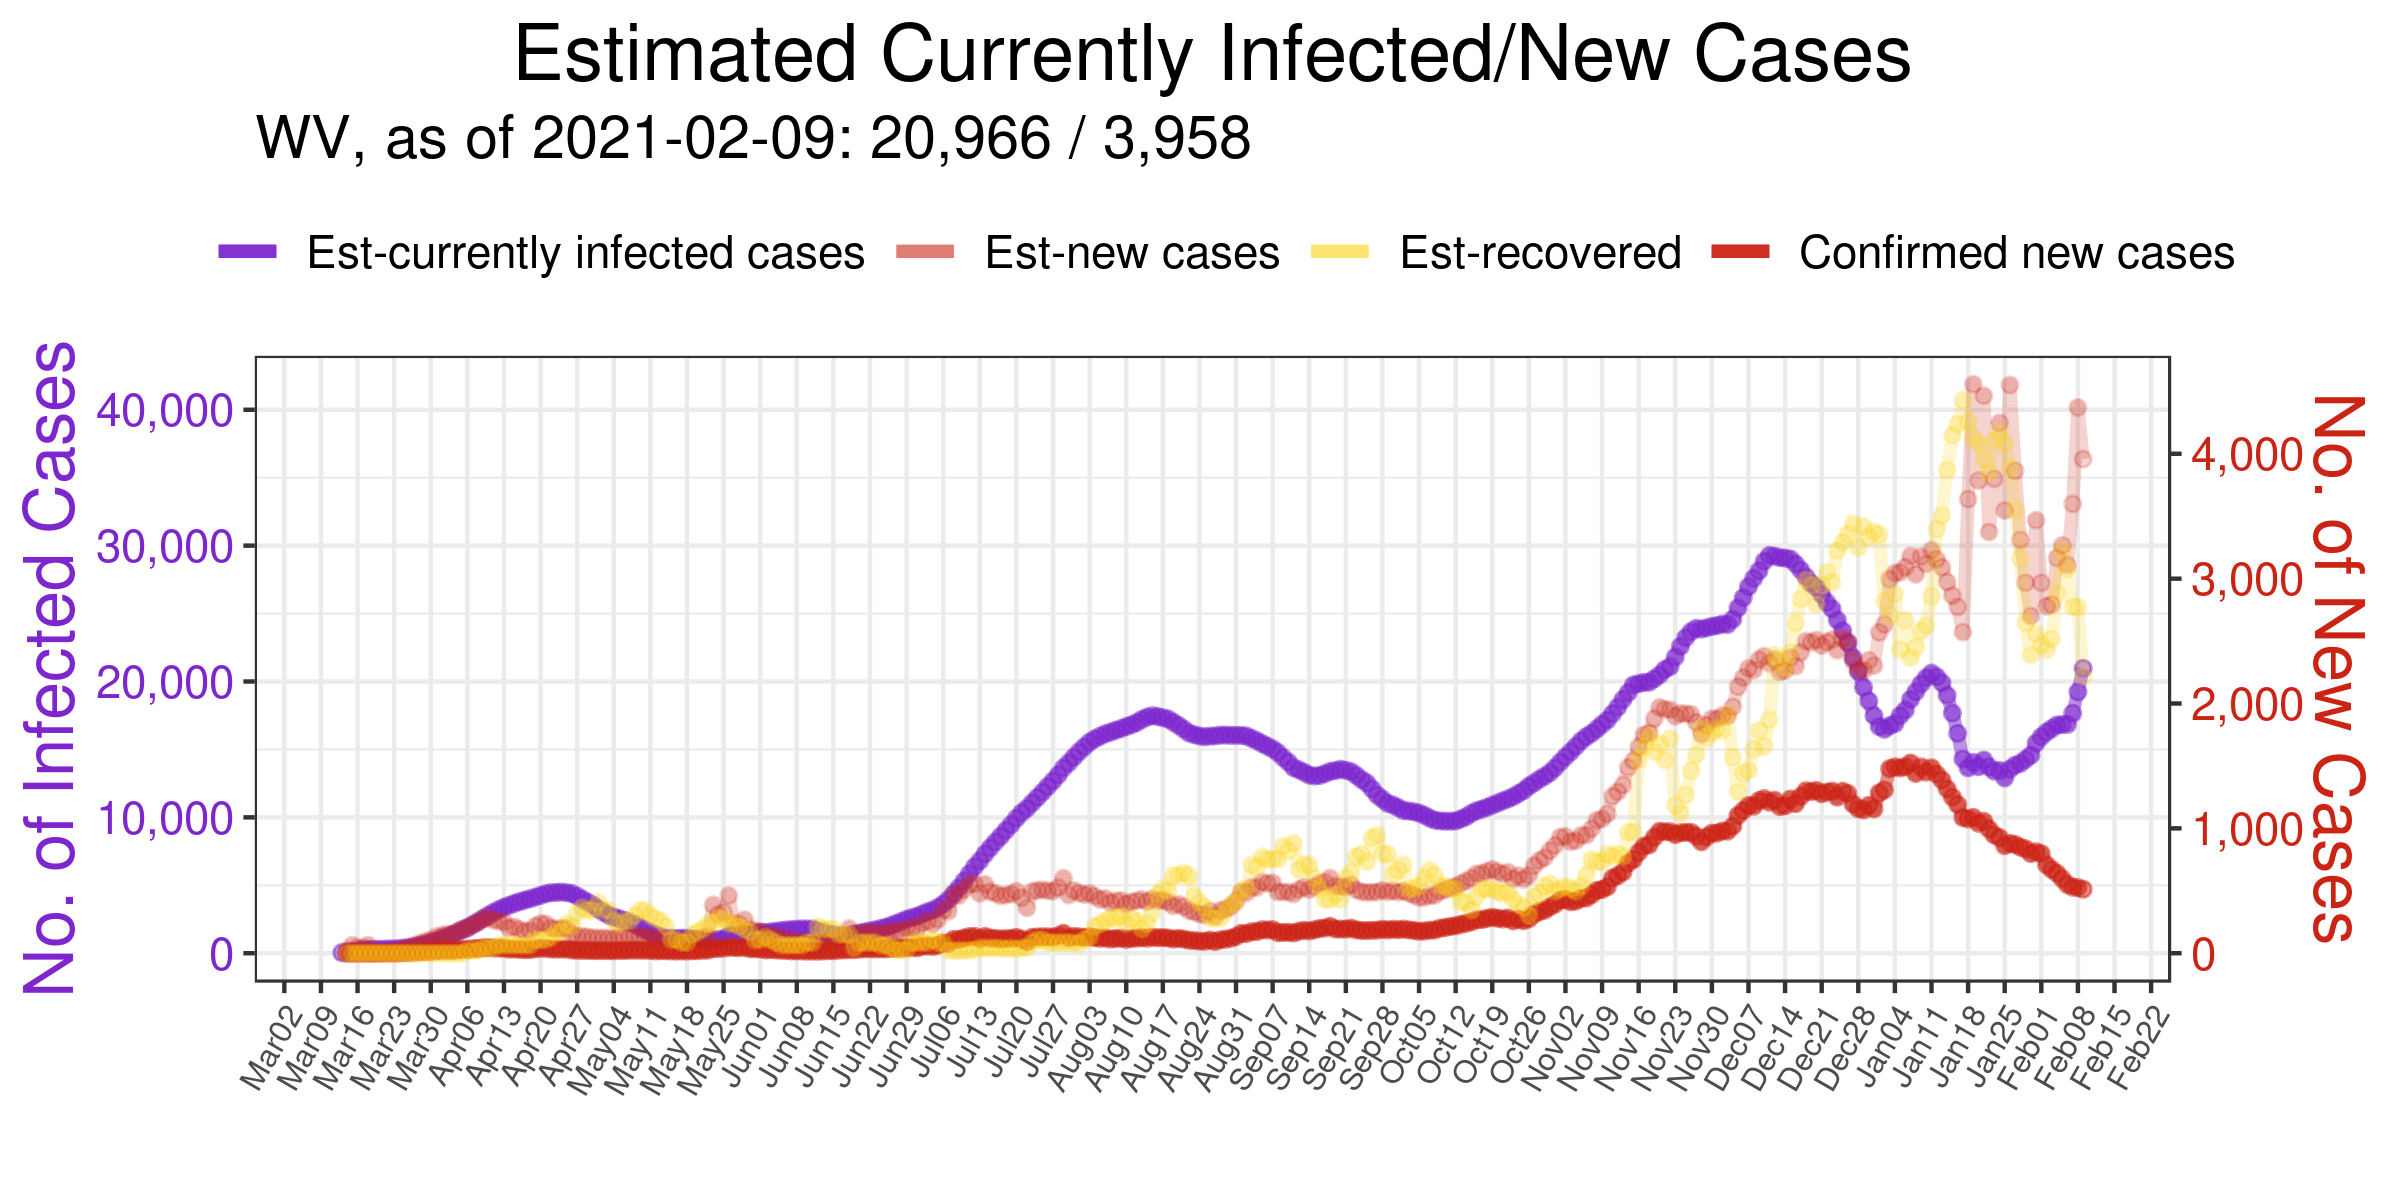 Estimated Currently Infected/New Cases
WV, as of 2021-02-09: 20,966 / 3,958
Est-currently infected cases Est-new cases Est-recovered Confirmed new cases
No. of Infected Cases
40,000
30,000
20,000
10,000
0
No. of New Cases
4,000
3,000
2,000
1,000
0
Mar02 Mar09 Mar16 Mar23 Mar30 Apr06 Apr13 Apr20 Apr27 May04 May11 May18 May25 Jun01 Jun08 Jun15 Jun22 Jun29 Jul06 Jul13 Jul20 Jul27 Aug03 Aug10 Aug17 Aug24 Aug31 Sep07 Sep14 Sep21 Sep28 Oct05 Oct12 Oct19 Oct26 Nov02 Nov09 Nov16 Nov23 Nov30 Dec07 Dec14 Dec21 Dec28 Jan04 Jan11 Jan18 Jan25 Feb01 Feb08 Feb15 Feb22